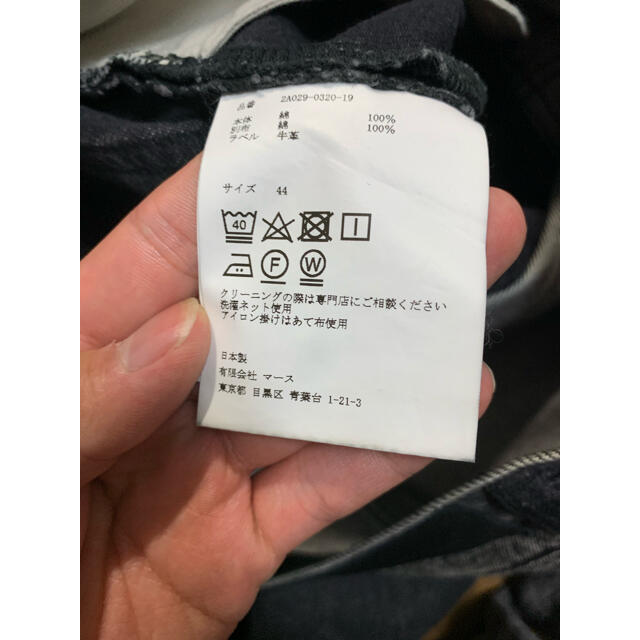 品番 2A029-0320-19
本体 綿 100%
別布 綿 100%
ラベル 牛革
サイズ 44
40
F W
クリーニングの際は専門店にご相談ください
洗濯ネット使用
アイロン掛けはあて布使用
日本製
有限会社 マース
東京都 目黒区 青葉台 1-21-3